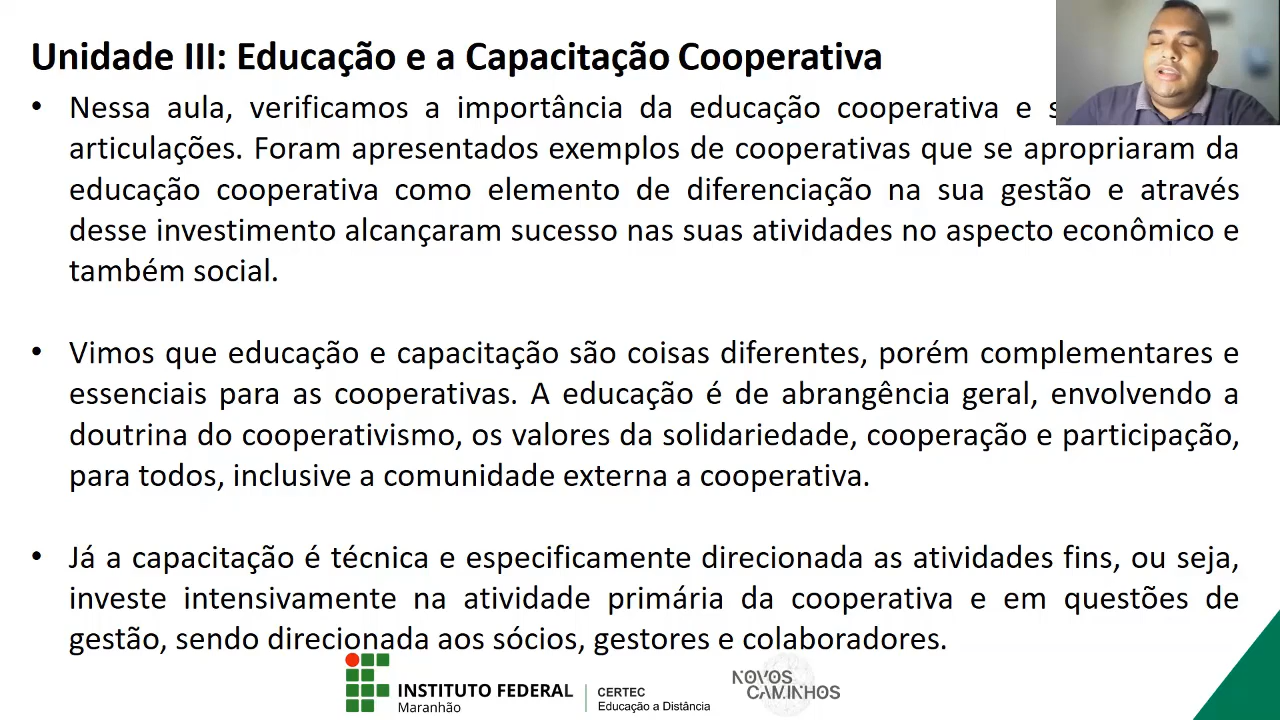 Unidade III: Educação e a Capacitação Cooperativa
• Nessa aula, verificamos a importância da educação cooperativa e
articulações. Foram apresentados exemplos de cooperativas que se apropriaram da
educação cooperativa como elemento de diferenciação na sua gestão e através
desse investimento alcançaram sucesso nas suas atividades no aspecto econômico e
também social.
• Vimos que educação e capacitação são coisas diferentes, porém complementares e
essenciais para as cooperativas. A educação é de abrangência geral, envolvendo a
doutrina do cooperativismo, os valores da solidariedade, cooperação e participação,
para todos, inclusive a comunidade externa a cooperativa.
• Já a capacitação é técnica e especificamente direcionada as atividades fins, ou seja,
investe intensivamente na atividade primária da cooperativa e em questões de
gestão, sendo direcionada aos sócios, gestores e colaboradores.
INSTITUTO FEDERAL
Maranhão
CERTEC
Educação a Distância
NOVOS
CAMINHOS